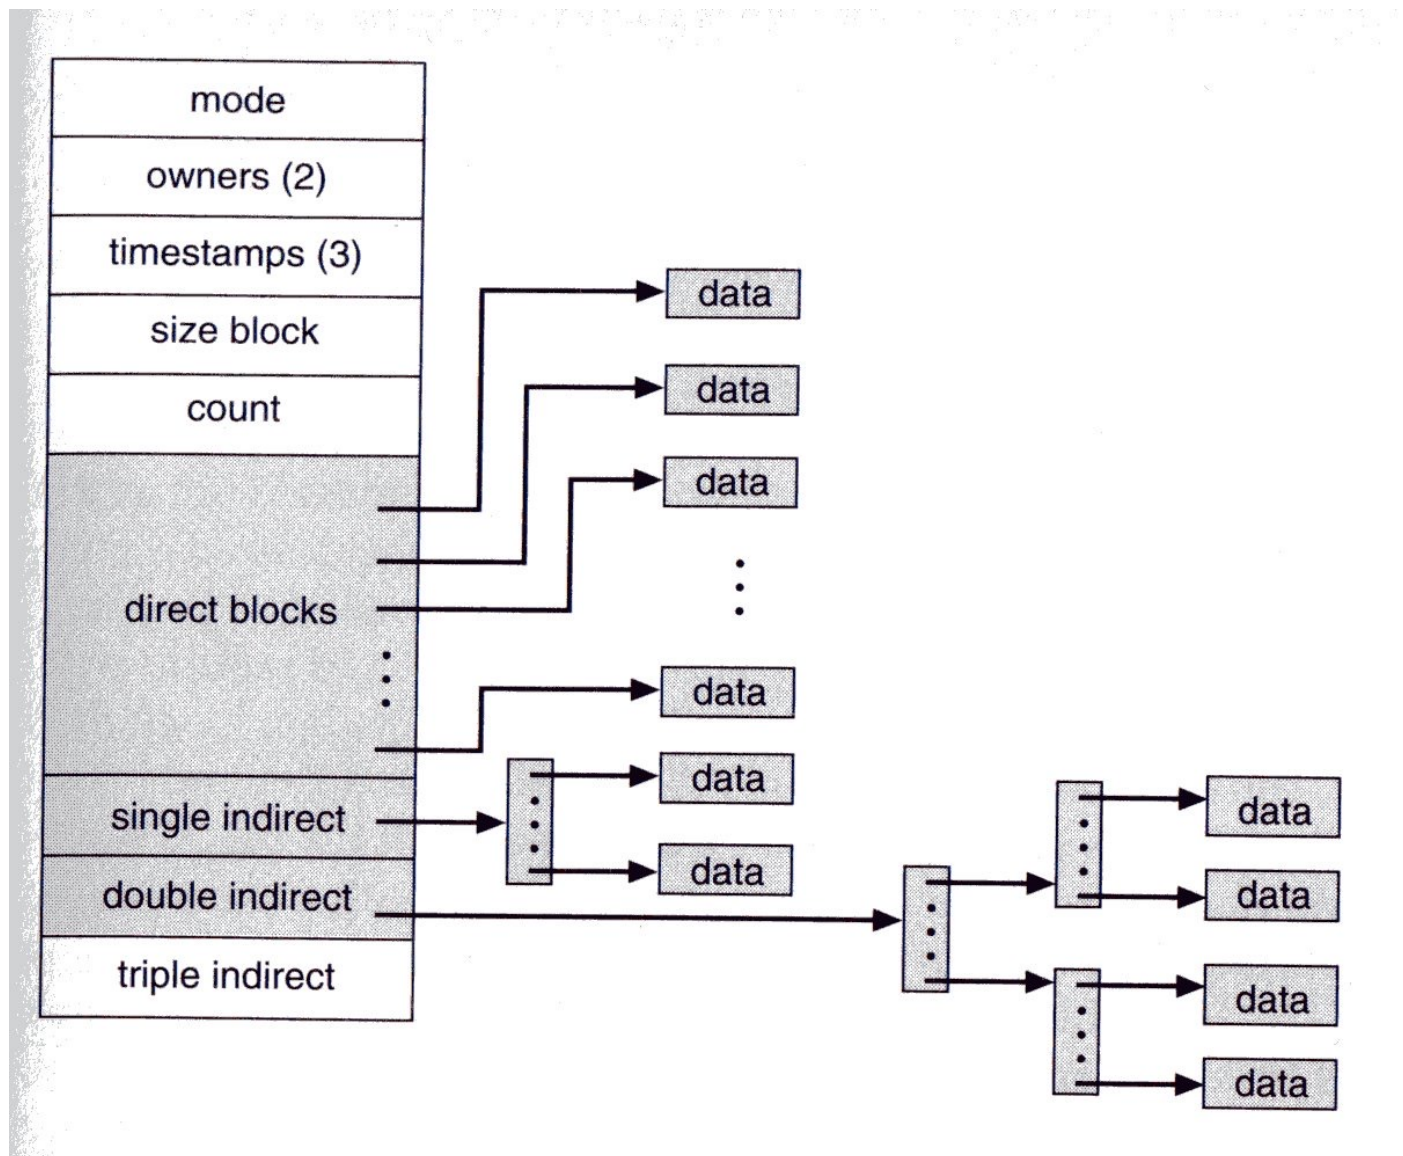 mode
owners (2)
timestamps (3)
size block
count
direct blocks
single indirect
double indirect
triple indirect
data
data
data
data
data
data
data
data
data
data